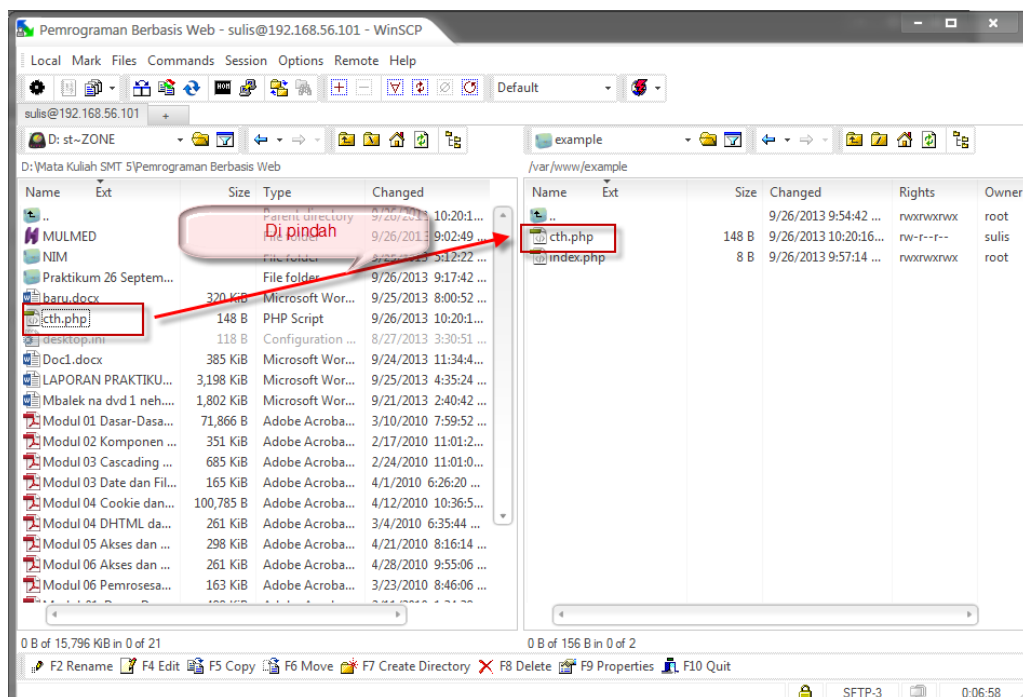 Pemrograman Berbasis Web - sulis@192.168.56.101 - WinSCP
Local Mark Files Commands Session Options Remote Help
Default
sulis@192.168.56.101 +
D: st~ZONE example
D:\Mata Kuliah SMT 5\Pemrograman Berbasis Web /var/www/example
Name Ext Size Type Changed Name Ext Size Changed Rights Owner
.. Parent directory 9/26/2013 10:20:1... .. 9/26/2013 9:54:42 ... rwxrwxrwx root
Di pindah
MULMED File folder 9/26/2013 9:02:49 ... cth.php 148 B 9/26/2013 10:20:16... rw-r--r-- sulis
NIM File folder 9/25/2013 5:12:22 ... index.php 8 B 9/26/2013 9:57:14 ... rwxrwxrwx root
Praktikum 26 Septem... File folder 9/26/2013 9:17:42 ...
baru.docx 320 KiB Microsoft Wor... 9/25/2013 8:00:52 ...
cth.php 148 B PHP Script 9/26/2013 10:20:1...
desktop.ini 118 B Configuration ... 8/27/2013 3:30:51 ...
Doc1.docx 385 KiB Microsoft Wor... 9/24/2013 11:34:4...
LAPORAN PRAKTIKU... 3,198 KiB Microsoft Wor... 9/25/2013 4:35:24 ...
Mbalek na dvd 1 neh.... 1,802 KiB Microsoft Wor... 9/21/2013 2:40:42 ...
Modul 01 Dasar-Dasa... 71,866 B Adobe Acroba... 3/10/2010 7:59:52 ...
Modul 02 Komponen ... 351 KiB Adobe Acroba... 2/17/2010 11:01:2...
Modul 03 Cascading ... 685 KiB Adobe Acroba... 2/24/2010 11:01:0...
Modul 03 Date dan Fil... 165 KiB Adobe Acroba... 4/1/2010 6:26:20 ...
Modul 04 Cookie dan... 100,785 B Adobe Acroba... 4/12/2010 10:36:5...
Modul 04 DHTML da... 261 KiB Adobe Acroba... 3/4/2010 6:35:44 ...
Modul 05 Akses dan ... 298 KiB Adobe Acroba... 4/21/2010 8:16:14 ...
Modul 06 Akses dan ... 261 KiB Adobe Acroba... 4/28/2010 9:55:06 ...
Modul 06 Pemrosesa... 163 KiB Adobe Acroba... 3/23/2010 8:46:06 ...
0 B of 15,796 KiB in 0 of 21 0 B of 156 B in 0 of 2
F2 Rename F4 Edit F5 Copy F6 Move F7 Create Directory F8 Delete F9 Properties F10 Quit
SFTP-3 0:06:58